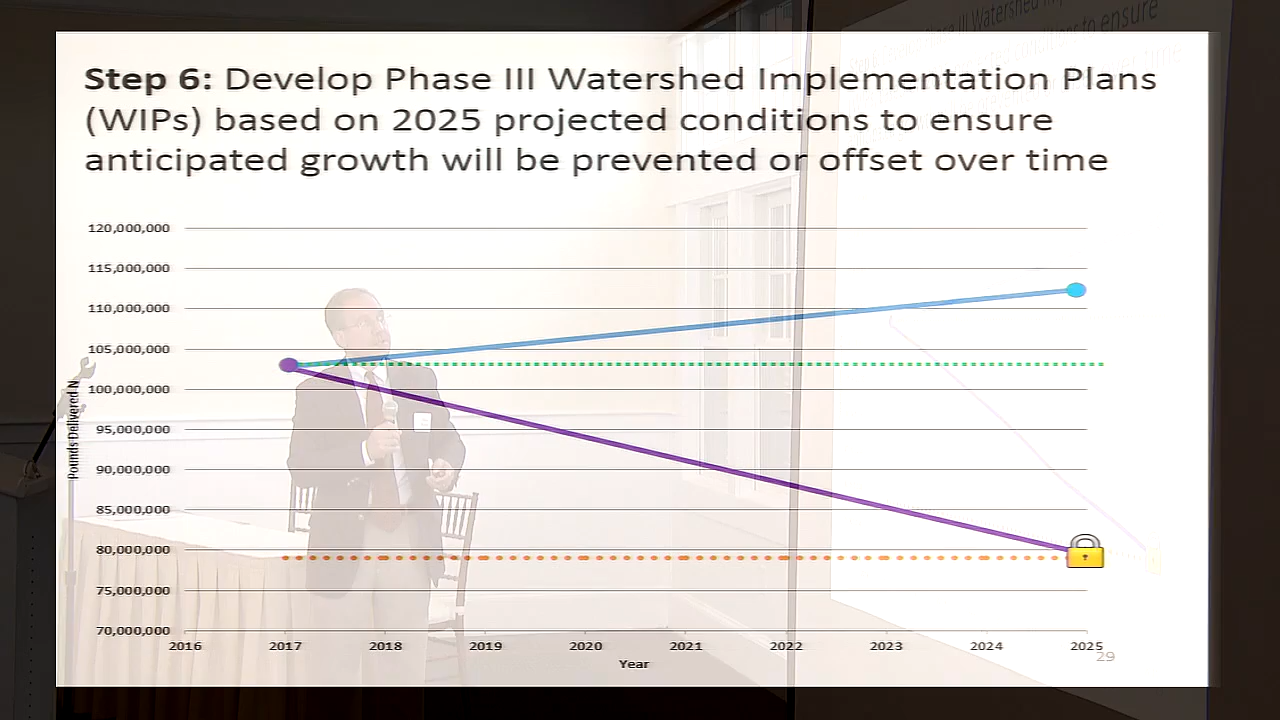 Step 6: Develop Phase III Watershed Implementation Plans
(WIPs) based on 2025 projected conditions to ensure
anticipated growth will be prevented or offset over time
120,000,000
115,000,000
110,000,000
105,000,000
100,000,000
95,000,000
90,000,000
85,000,000
80,000,000
75,000,000
70,000,000
Pounds Delivered N
2016 2017 2018 2019 2020 2021 2022 2023 2024 2025
Year
29